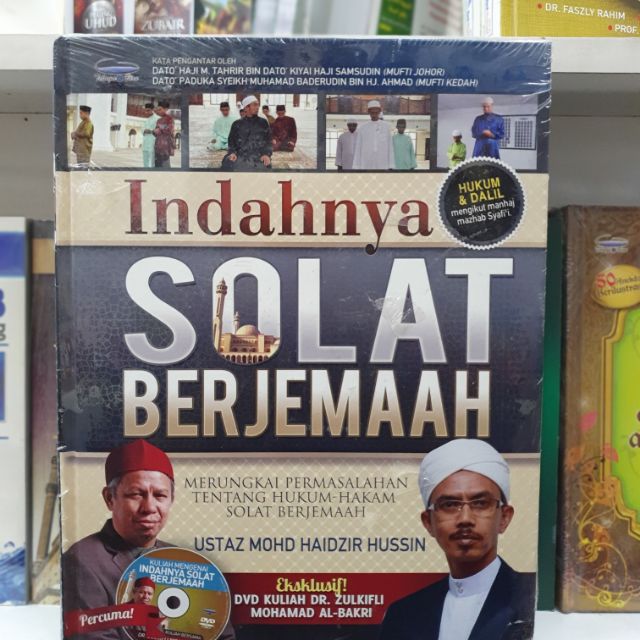 UHUD
ZUBAIR
• DR. FASZLY RAHIM
• PROF.
KATA PENGANTAR OLEH
DATO' HAJI M. TAHRIR BIN DATO' KIYAI HAJI SAMSUDIN (MUFTI JOHOR)
DATO' PADUKA SYEIKH MUHAMAD BADERUDIN BIN HJ. AHMAD (MUFTI KEDAH)
HUKUM
& DALIL
mengikut manhaj
mazhab Syafi'i.
Indahnya
SOLAT
BERJEMAAH
MERUNGKAI PERMASALAHAN
TENTANG HUKUM-HAKAM
SOLAT BERJEMAAH
USTAZ MOHD HAIDZIR HUSSIN
KULIAH MENGENAI
INDAHNYA SOLAT
BERJEMAAH
DVD
Percuma!
Eksklusif!
DVD KULIAH DR. ZULKIFLI
MOHAMAD AL-BAKRI
50